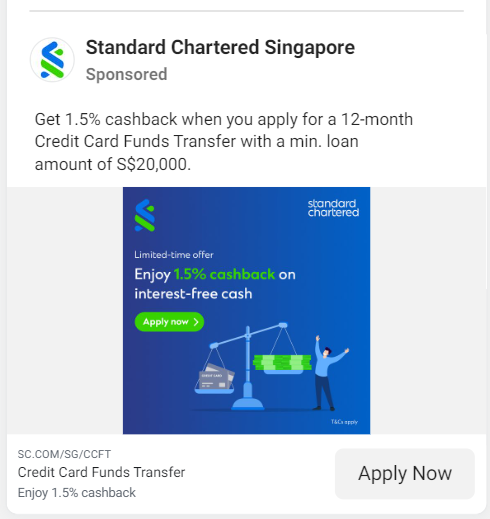 Standard Chartered Singapore
Sponsored
Get 1.5% cashback when you apply for a 12-month
Credit Card Funds Transfer with a min. loan
amount of S$20,000.
standard
chartered
Limited-time offer
Enjoy 1.5% cashback on
interest-free cash
Apply now
CREDIT CARD
T&Cs apply
SC.COM/SG/CCFT
Credit Card Funds Transfer
Enjoy 1.5% cashback
Apply Now